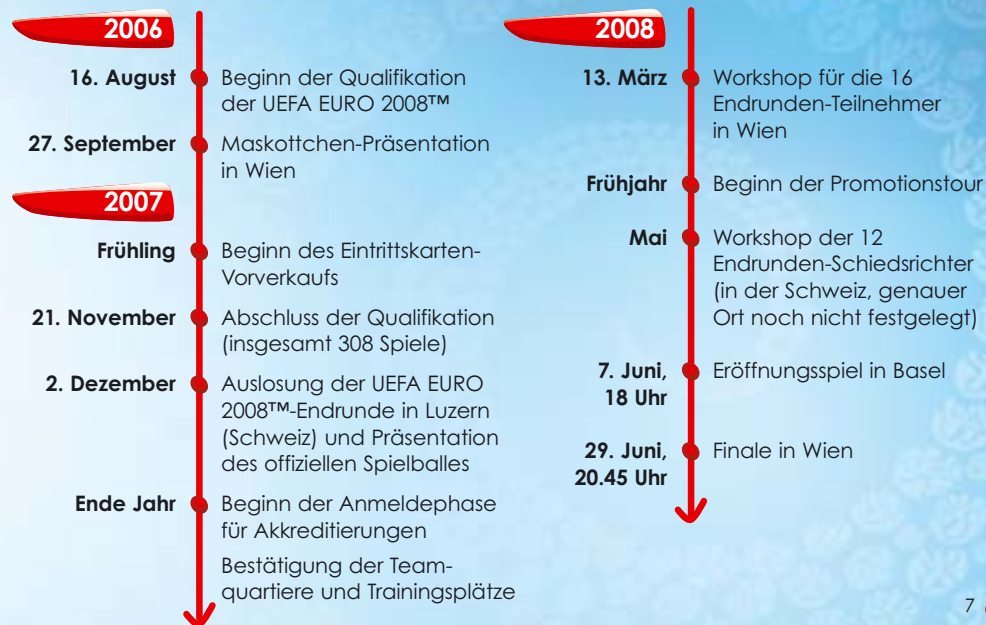 2006
16. August Beginn der Qualifikation
der UEFA EURO 2008™
27. September Maskottchen-Präsentation
in Wien
2007
Frühling Beginn des Eintrittskarten-
Vorverkaufs
21. November Abschluss der Qualifikation
(insgesamt 308 Spiele)
2. Dezember Auslosung der UEFA EURO
2008™-Endrunde in Luzern
(Schweiz) und Präsentation
des offiziellen Spielballes
Ende Jahr Beginn der Anmeldephase
für Akkreditierungen
Bestätigung der Team-
quartiere und Trainingsplätze
2008
13. März Workshop für die 16
Endrunden-Teilnehmer
in Wien
Frühjahr Beginn der Promotionstour
Mai Workshop der 12
Endrunden-Schiedsrichter
(in der Schweiz, genauer
Ort noch nicht festgelegt)
7. Juni, Eröffnungsspiel in Basel
18 Uhr
29. Juni, Finale in Wien
20.45 Uhr
7